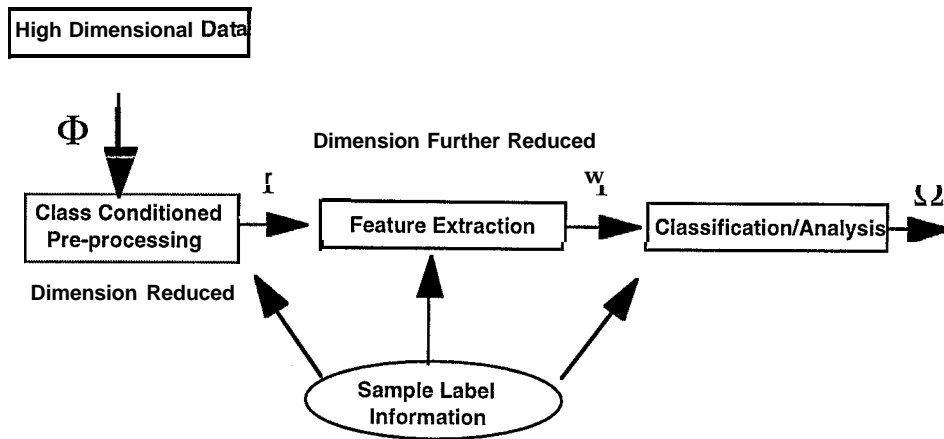 High Dimensional Data
Φ
Dimension Further Reduced
Class Conditioned
Pre-processing
Feature Extraction
Classification/Analysis
Ω
Dimension Reduced
Sample Label
Information